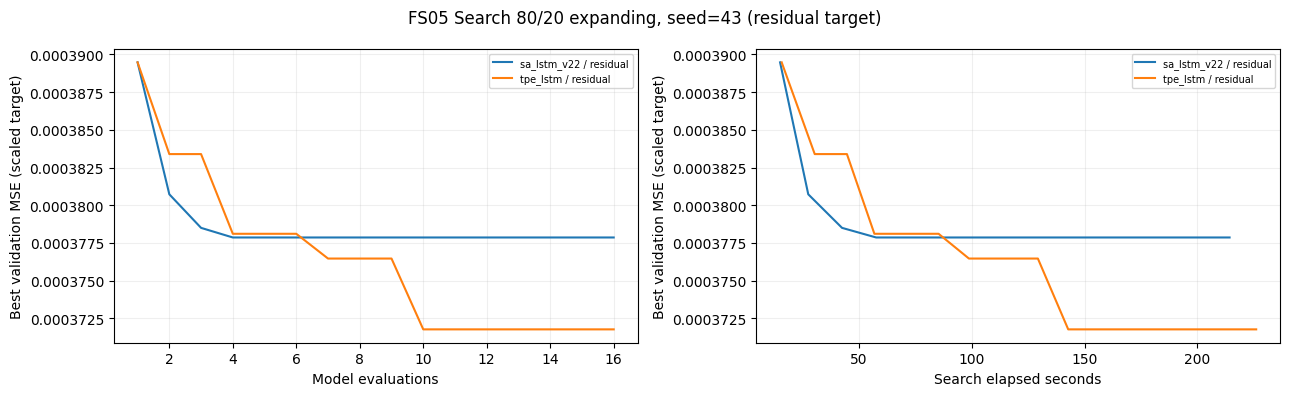 FS05 Search 80/20 expanding, seed=43 (residual target)
Best validation MSE (scaled target)
0.0003900
0.0003875
0.0003850
0.0003825
0.0003800
0.0003775
0.0003750
0.0003725
sa_lstm_v22 / residual
tpe_lstm / residual
2 4 6 8 10 12 14 16
Model evaluations
Best validation MSE (scaled target)
0.0003900
0.0003875
0.0003850
0.0003825
0.0003800
0.0003775
0.0003750
0.0003725
sa_lstm_v22 / residual
tpe_lstm / residual
50 100 150 200
Search elapsed seconds